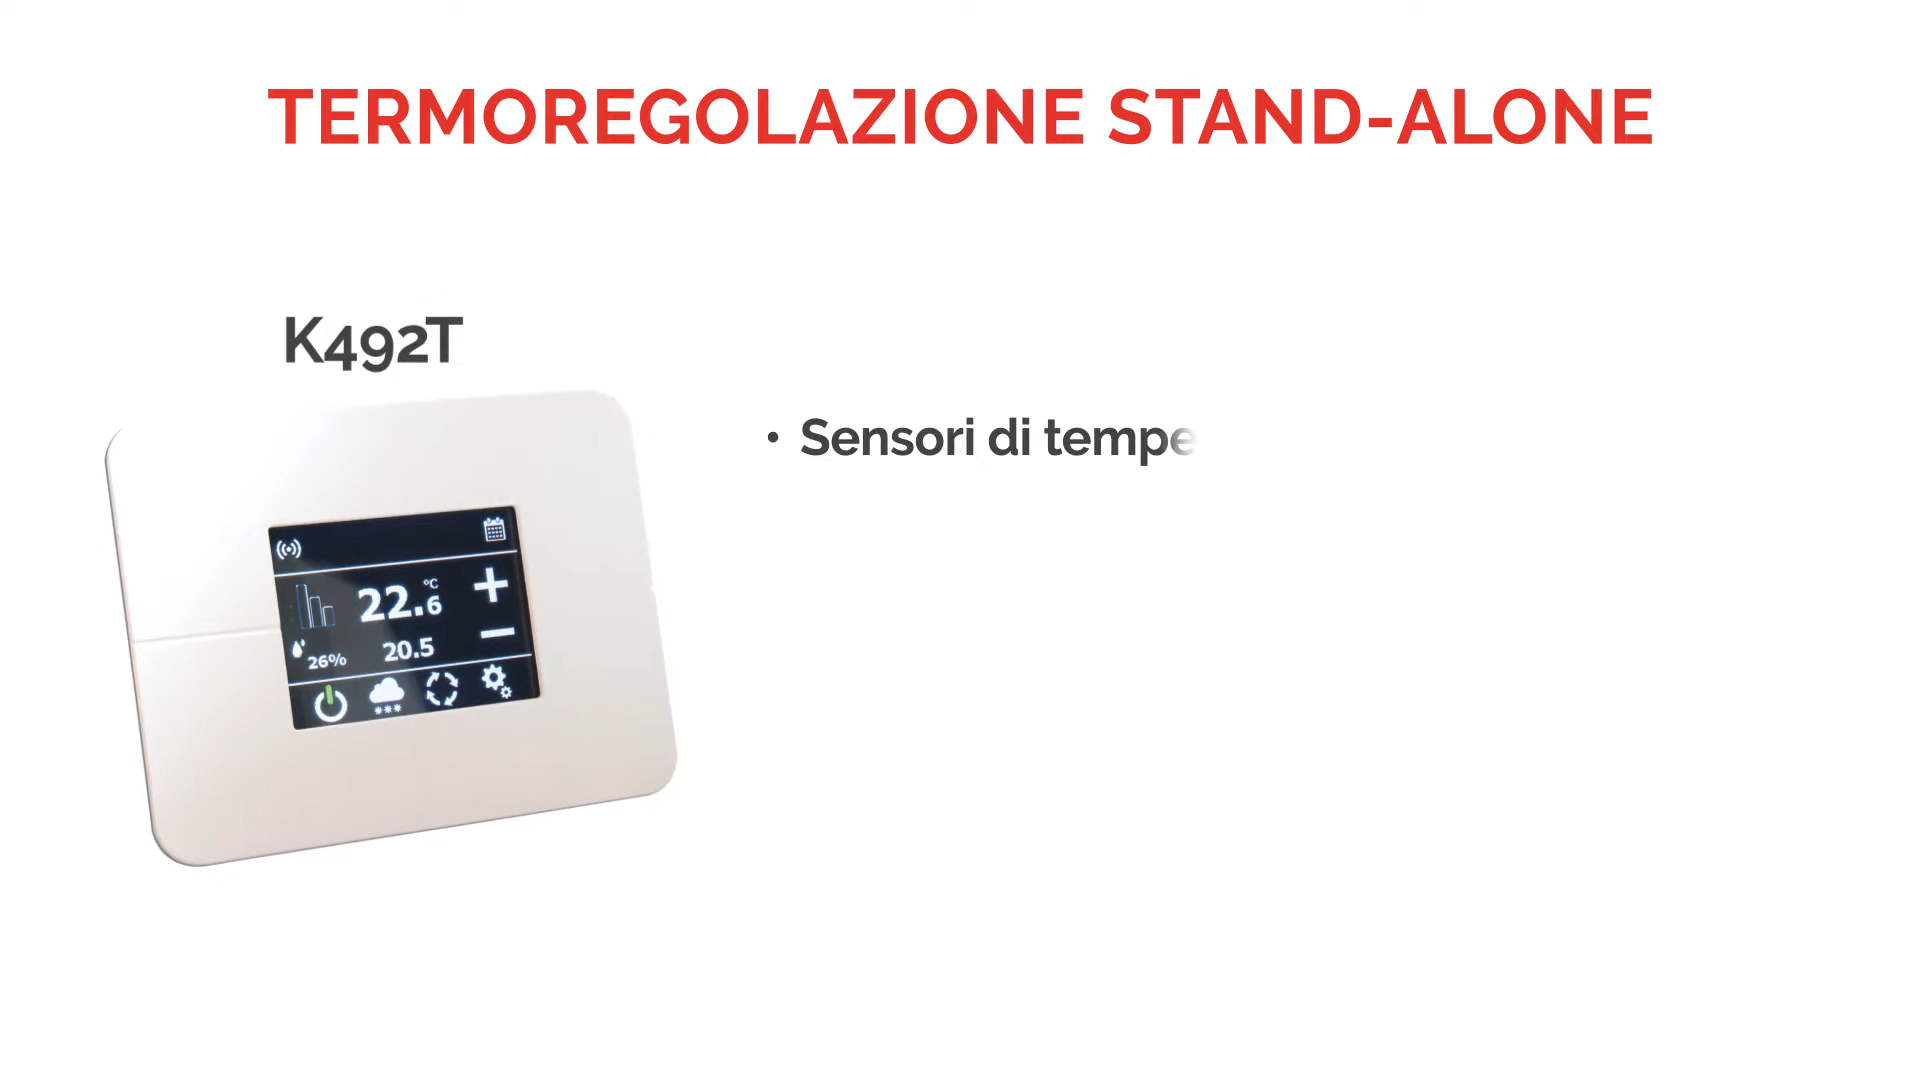 TERMOREGOLAZIONE STAND-ALONE
K492T
• Sensori di tempe
°C
22.6
26% 20.5